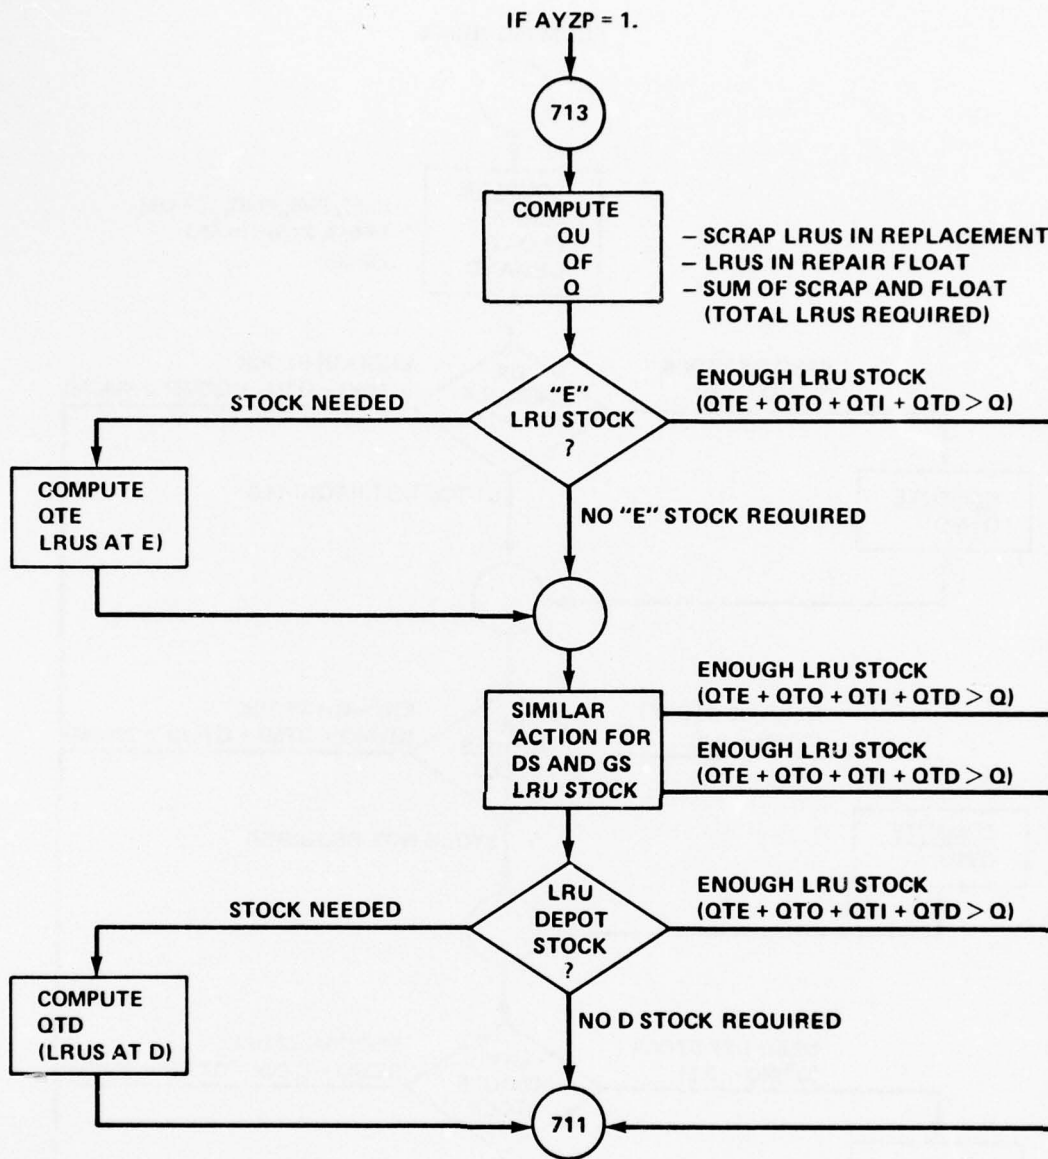 IF AYZP = 1.
713
COMPUTE
QU
QF
Q
– SCRAP LRUS IN REPLACEMENT
– LRUS IN REPAIR FLOAT
– SUM OF SCRAP AND FLOAT
(TOTAL LRUS REQUIRED)
"E"
LRU STOCK
?
STOCK NEEDED
ENOUGH LRU STOCK
(QTE + QTO + QTI + QTD > Q)
COMPUTE
QTE
LRUS AT E)
NO "E" STOCK REQUIRED
SIMILAR
ACTION FOR
DS AND GS
LRU STOCK
ENOUGH LRU STOCK
(QTE + QTO + QTI + QTD > Q)
ENOUGH LRU STOCK
(QTE + QTO + QTI + QTD > Q)
LRU
DEPOT
STOCK
?
STOCK NEEDED
ENOUGH LRU STOCK
(QTE + QTO + QTI + QTD > Q)
COMPUTE
QTD
(LRUS AT D)
NO D STOCK REQUIRED
711